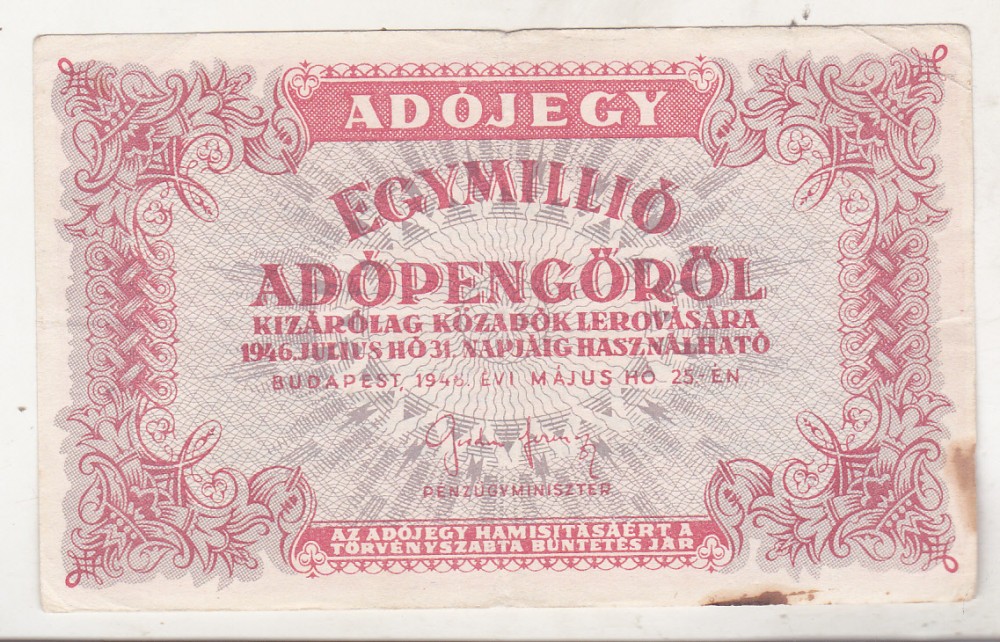 ADÓJEGY
EGYMILLIÓ
ADÓPENGŐRŐL
KIZÁRÓLAG KÖZADÓK LEROVÁSÁRA
1946. JULIUS HÓ 31. NAPJÁIG HASZNÁLHATÓ
BUDAPEST, 1946. ÉVI MÁJUS HÓ 25-ÉN
PÉNZÜGYMINISZTER
AZ ADÓJEGY HAMISITÁSÁÉRT A
TÖRVÉNYSZABTA BÜNTETÉS JÁR